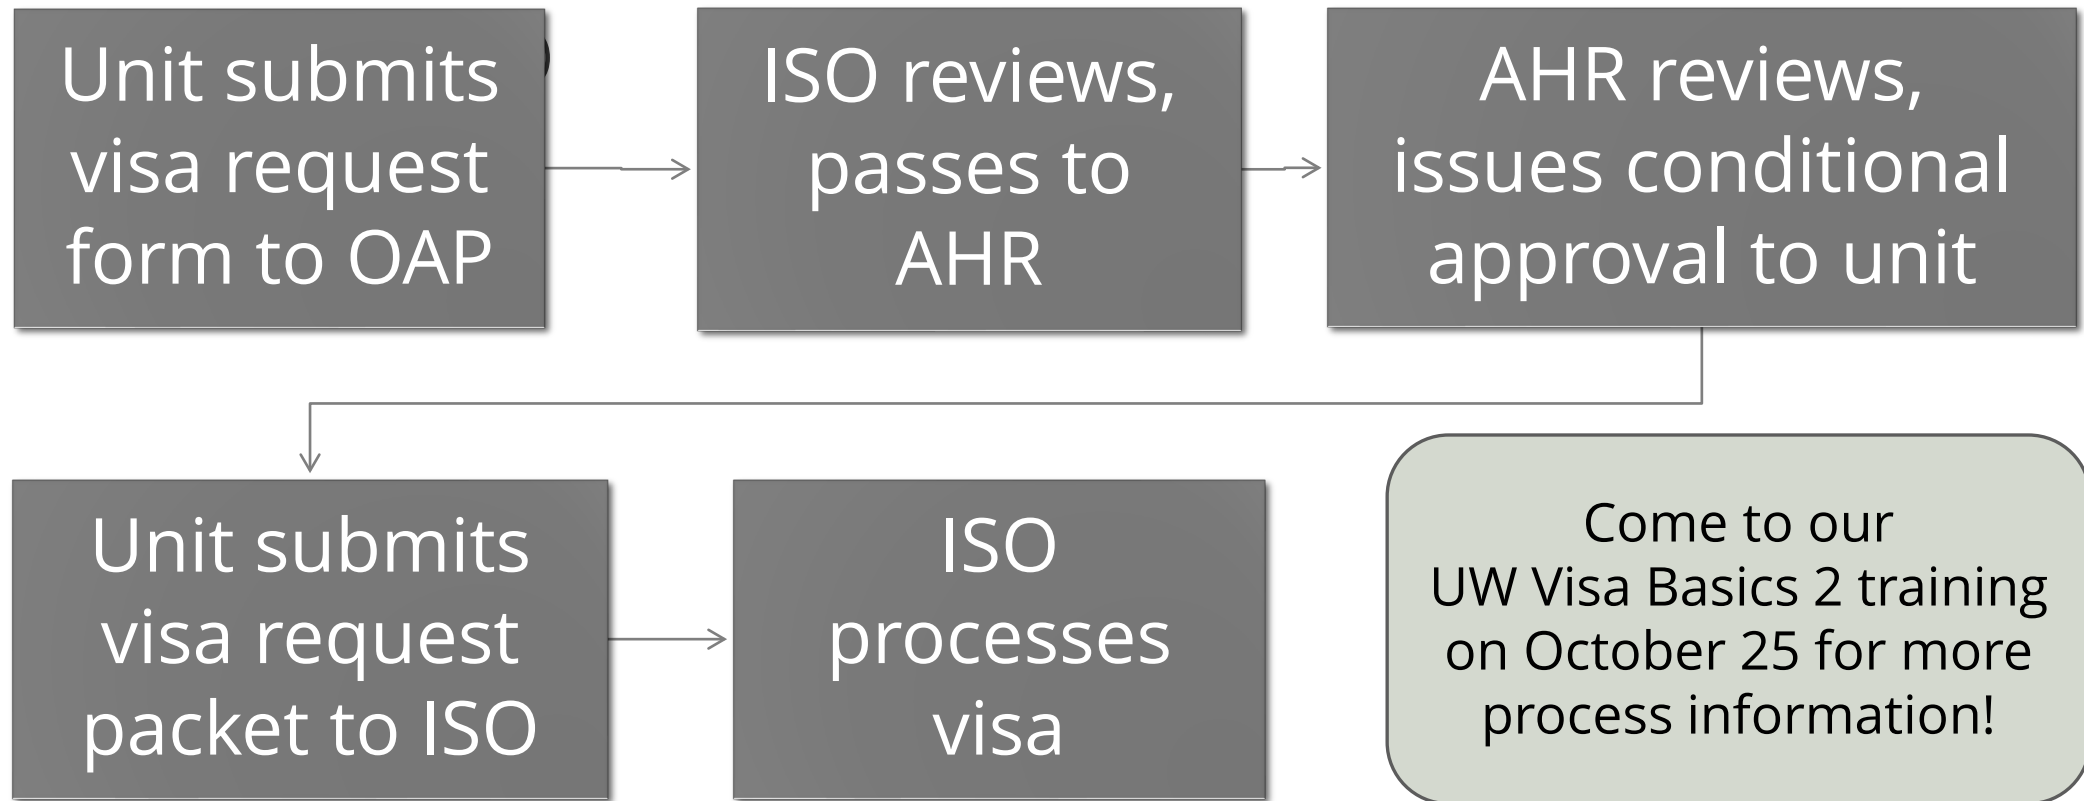 Unit submits
visa request
form to OAP
ISO reviews,
passes to
AHR
AHR reviews,
issues conditional
approval to unit
Unit submits
visa request
packet to ISO
ISO
processes
visa
Come to our
UW Visa Basics 2 training
on October 25 for more
process information!